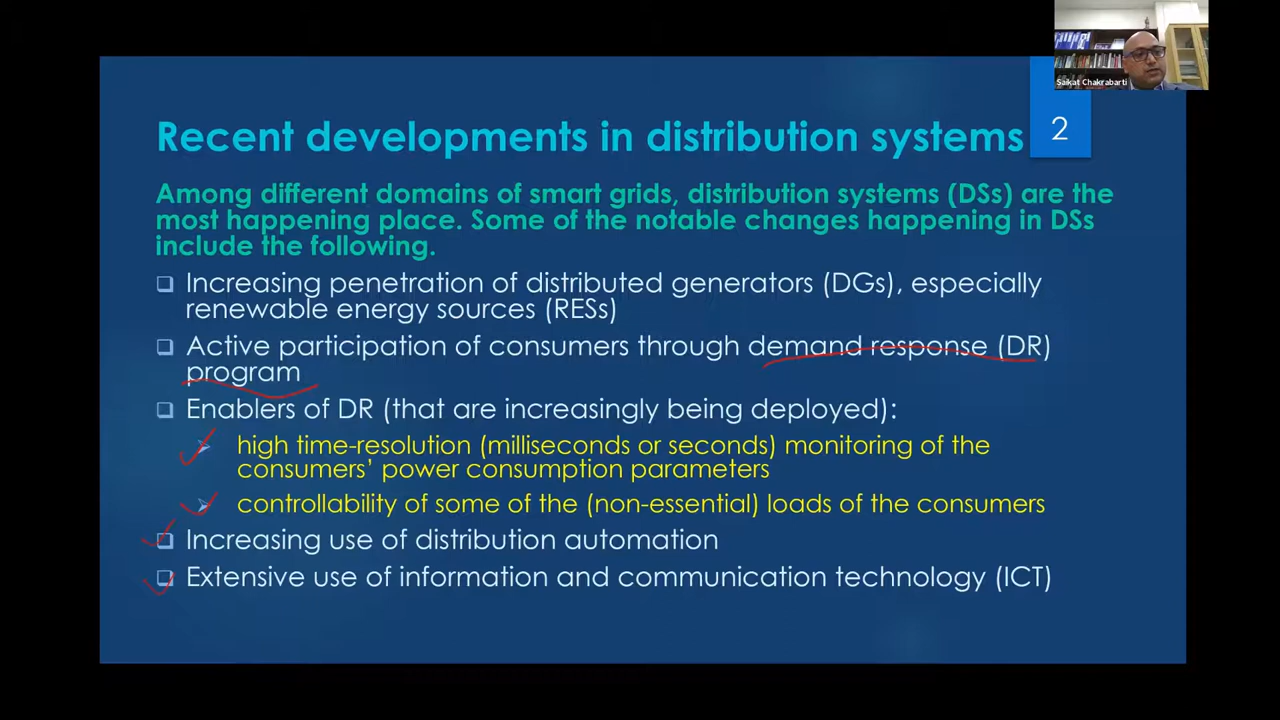 Saikat Chakrabarti
2
Recent developments in distribution systems
Among different domains of smart grids, distribution systems (DSs) are the
most happening place. Some of the notable changes happening in DSs
include the following.
Increasing penetration of distributed generators (DGs), especially
renewable energy sources (RESs)
Active participation of consumers through demand response (DR)
program
Enablers of DR (that are increasingly being deployed):
high time-resolution (milliseconds or seconds) monitoring of the
consumers’ power consumption parameters
controllability of some of the (non-essential) loads of the consumers
Increasing use of distribution automation
Extensive use of information and communication technology (ICT)